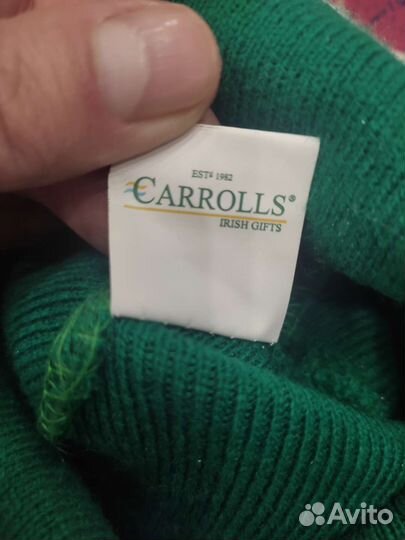 ESTD 1982
CARROLLS®
IRISH GIFTS
Avito